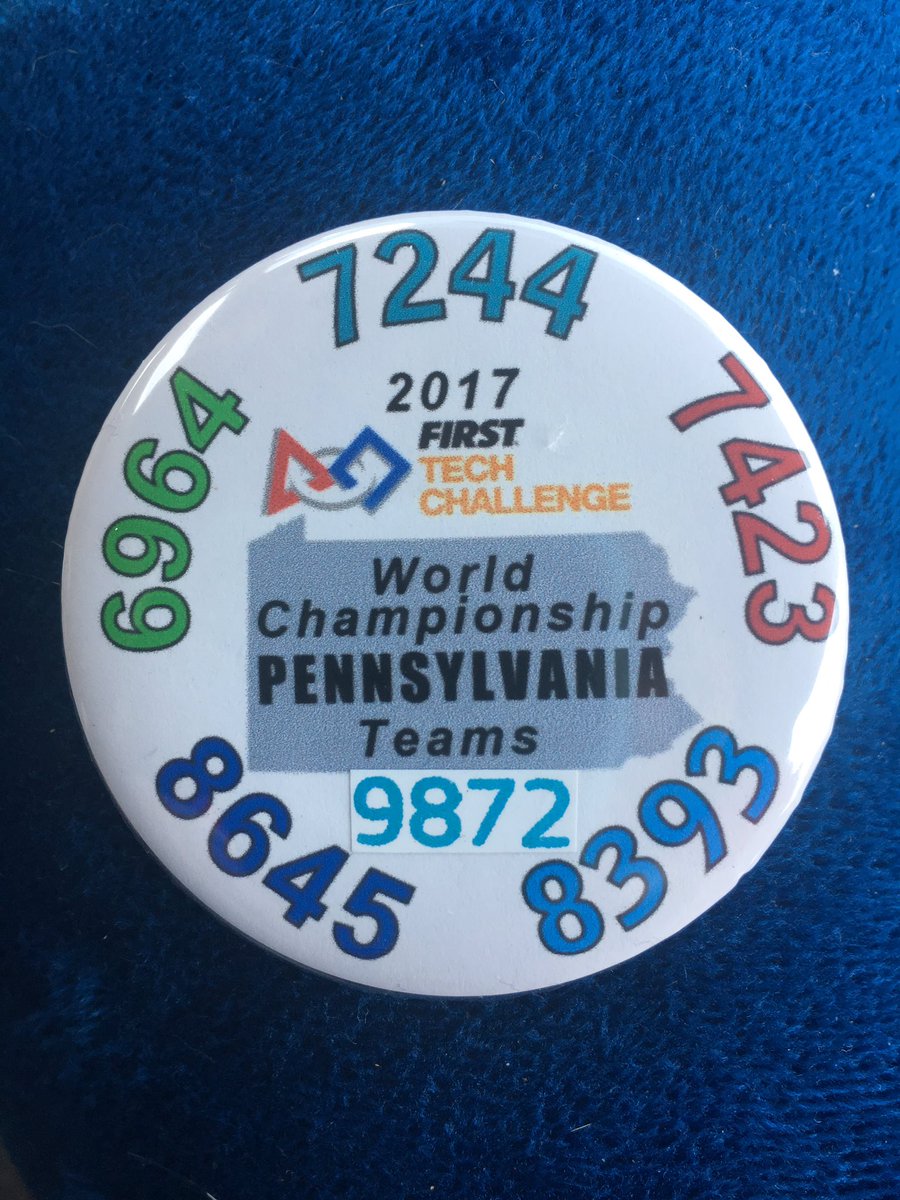 7244
6964
7423
2017
FIRST
TECH
CHALLENGE
World
Championship
PENNSYLVANIA
Teams
9872
8645
8393